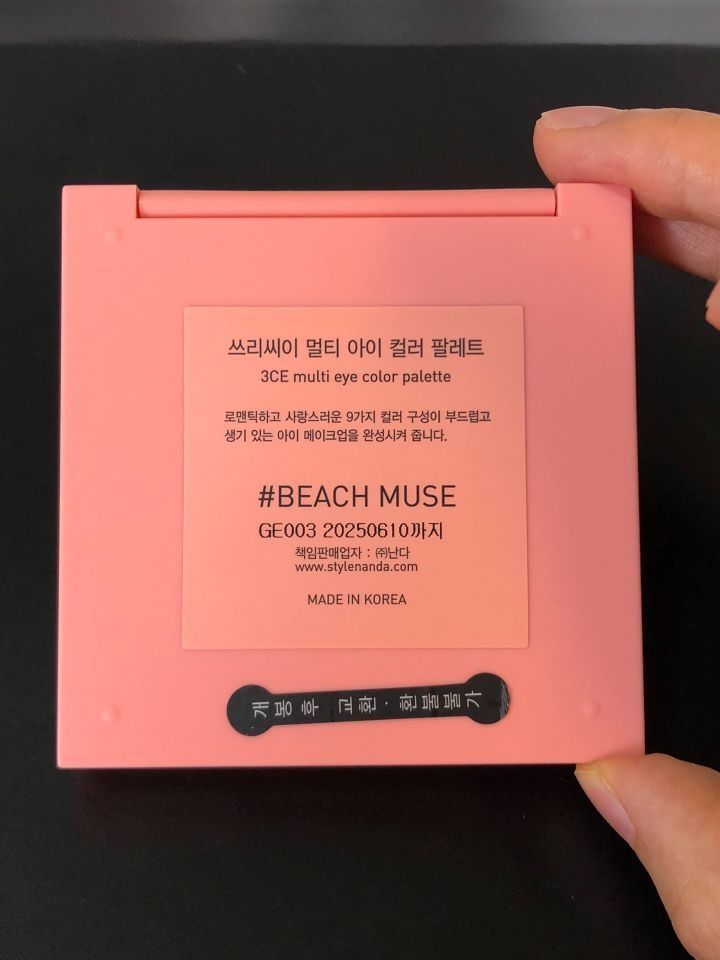 쓰리씨이 멀티 아이 컬러 팔레트
3CE multi eye color palette
로맨틱하고 사랑스러운 9가지 컬러 구성이 부드럽고
생기 있는 아이 메이크업을 완성시켜 줍니다.
#BEACH MUSE
GE003 20250610까지
책임판매업자 : ㈜난다
www.stylenanda.com
MADE IN KOREA
개봉후 교환·환불불가